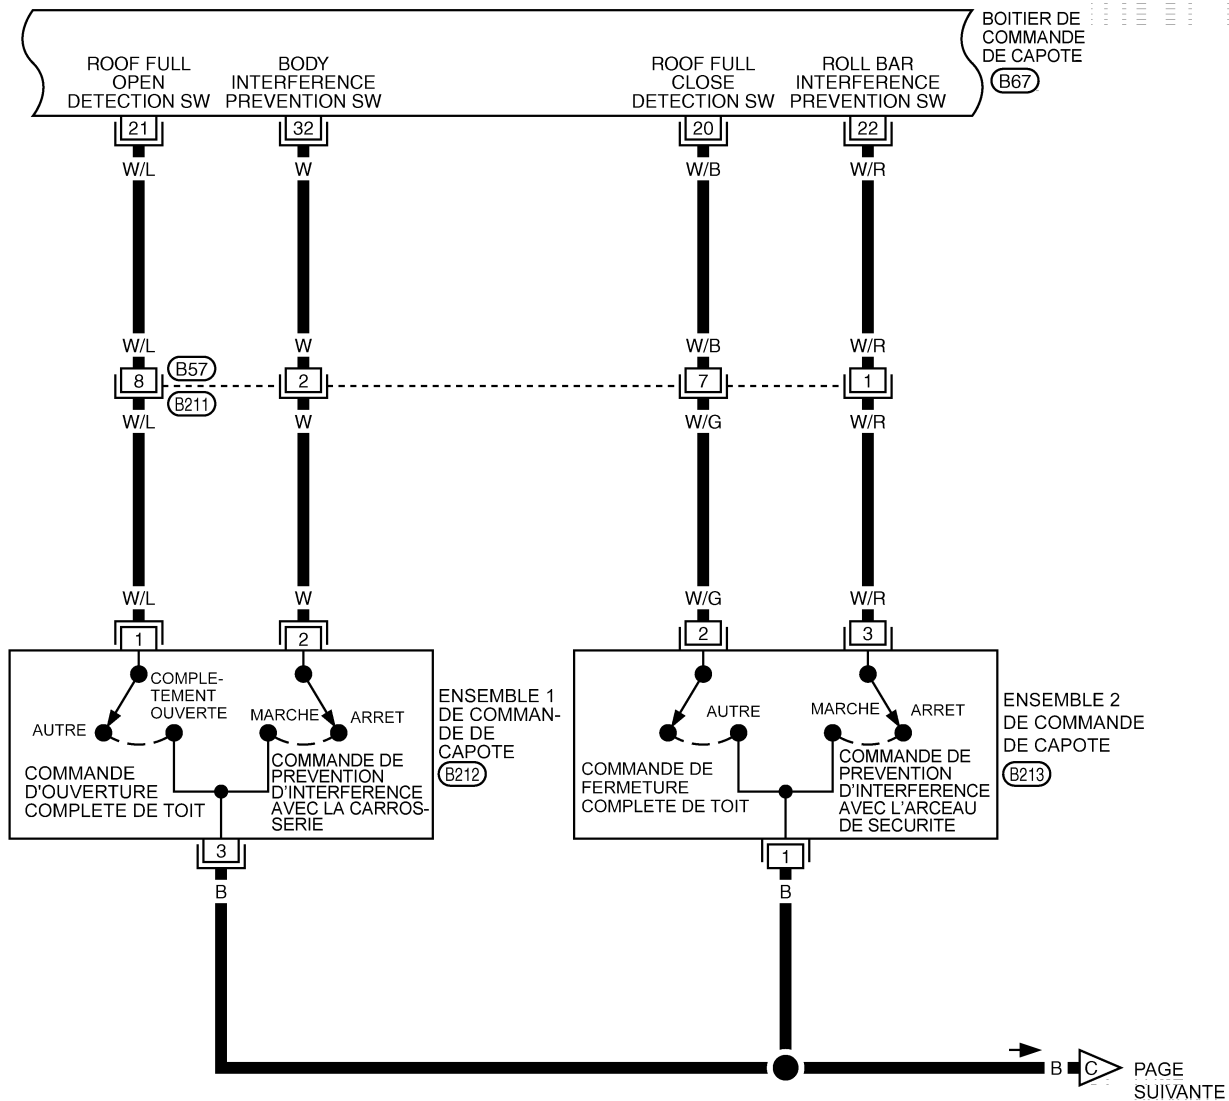 BOITIER DE
COMMANDE
DE CAPOTE
B67
ROOF FULL
OPEN
DETECTION SW
BODY
INTERFERENCE
PREVENTION SW
ROOF FULL
CLOSE
DETECTION SW
ROLL BAR
INTERFERENCE
PREVENTION SW
21 32 20 22
W/L W W/B W/R
W/L W W/B W/R
8 B57 2 7 1
B211
W/L W W/G W/R
W/L W W/G W/R
1 2 2 3
COMPLE-
TEMENT
OUVERTE
AUTRE
MARCHE
ARRET
COMMANDE
D'OUVERTURE
COMPLETE DE TOIT
COMMANDE DE
PREVENTION
D'INTERFERENCE
AVEC LA CARROS-
SERIE
ENSEMBLE 1
DE COMMAN-
DE DE
CAPOTE
B212
AUTRE
MARCHE
ARRET
COMMANDE DE
FERMETURE
COMPLETE DE TOIT
COMMANDE DE
PREVENTION
D'INTERFERENCE
AVEC L'ARCEAU
DE SECURITE
ENSEMBLE 2
DE COMMANDE
DE CAPOTE
B213
3 1
B B
B C
PAGE
SUIVANTE